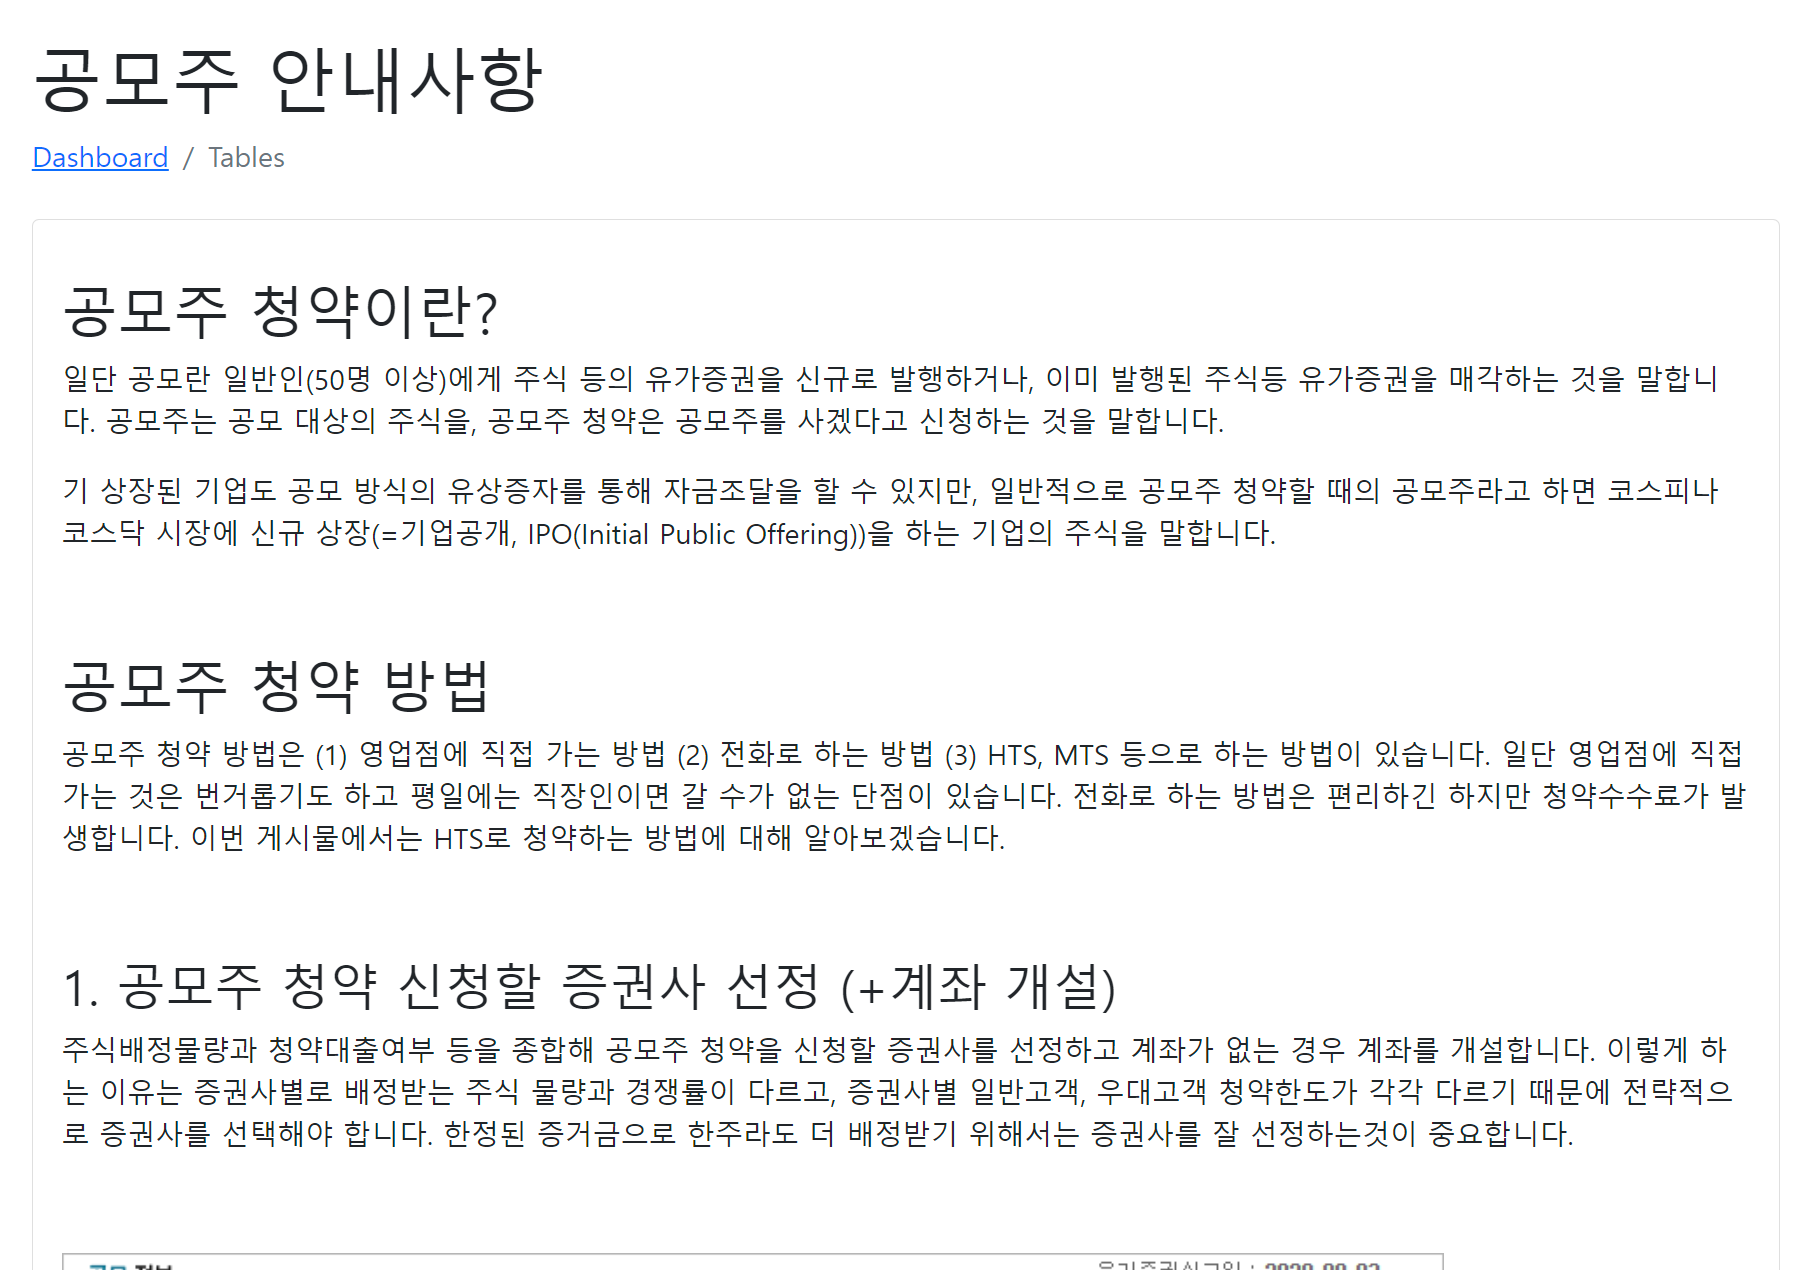 공모주 안내사항
Dashboard / Tables
공모주 청약이란?
일단 공모란 일반인(50명 이상)에게 주식 등의 유가증권을 신규로 발행하거나, 이미 발행된 주식등 유가증권을 매각하는 것을 말합니
다. 공모주는 공모 대상의 주식을, 공모주 청약은 공모주를 사겠다고 신청하는 것을 말합니다.
기 상장된 기업도 공모 방식의 유상증자를 통해 자금조달을 할 수 있지만, 일반적으로 공모주 청약할 때의 공모주라고 하면 코스피나
코스닥 시장에 신규 상장(=기업공개, IPO(Initial Public Offering))을 하는 기업의 주식을 말합니다.
공모주 청약 방법
공모주 청약 방법은 (1) 영업점에 직접 가는 방법 (2) 전화로 하는 방법 (3) HTS, MTS 등으로 하는 방법이 있습니다. 일단 영업점에 직접
가는 것은 번거롭기도 하고 평일에는 직장인이면 갈 수가 없는 단점이 있습니다. 전화로 하는 방법은 편리하긴 하지만 청약수수료가 발
생합니다. 이번 게시물에서는 HTS로 청약하는 방법에 대해 알아보겠습니다.
1. 공모주 청약 신청할 증권사 선정 (+계좌 개설)
주식배정물량과 청약대출여부 등을 종합해 공모주 청약을 신청할 증권사를 선정하고 계좌가 없는 경우 계좌를 개설합니다. 이렇게 하
는 이유는 증권사별로 배정받는 주식 물량과 경쟁률이 다르고, 증권사별 일반고객, 우대고객 청약한도가 각각 다르기 때문에 전략적으
로 증권사를 선택해야 합니다. 한정된 증거금으로 한주라도 더 배정받기 위해서는 증권사를 잘 선정하는것이 중요합니다.